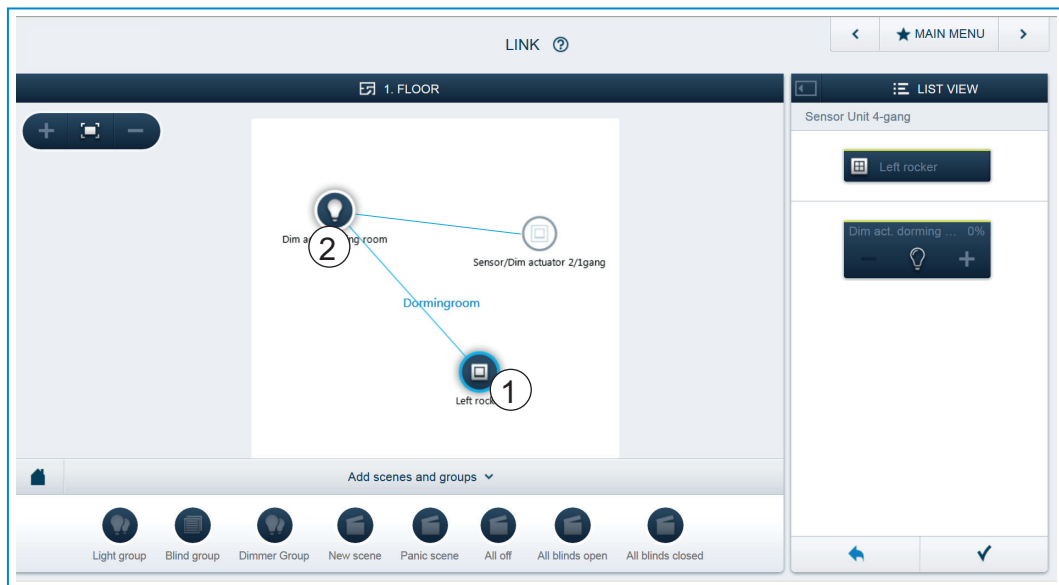 LINK ?
MAIN MENU
1. FLOOR
LIST VIEW
Sensor Unit 4-gang
Left rocker
Dim act. dorming ... 0%
Dim a ng room
2
Sensor/Dim actuator 2/1gang
Dormingroom
1
Left rock
Add scenes and groups
Light group
Blind group
Dimmer Group
New scene
Panic scene
All off
All blinds open
All blinds closed